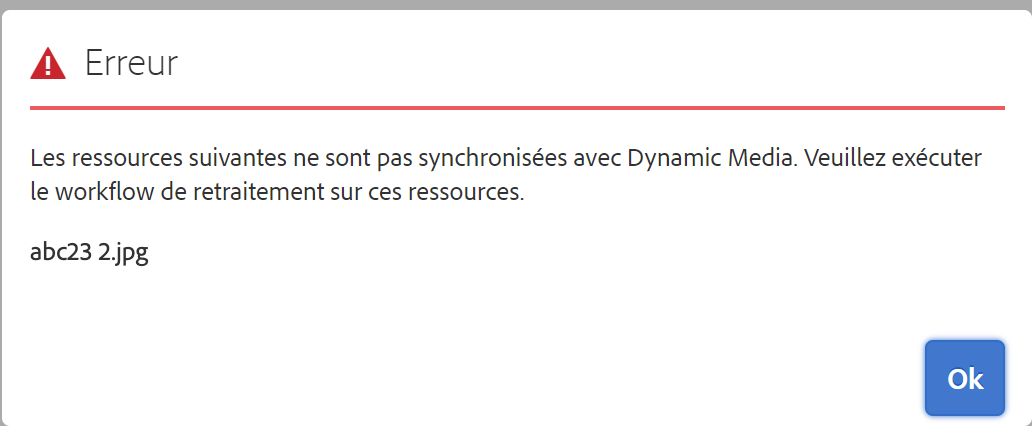 Erreur
Les ressources suivantes ne sont pas synchronisées avec Dynamic Media. Veuillez exécuter
le workflow de retraitement sur ces ressources.
abc23 2.jpg
Ok